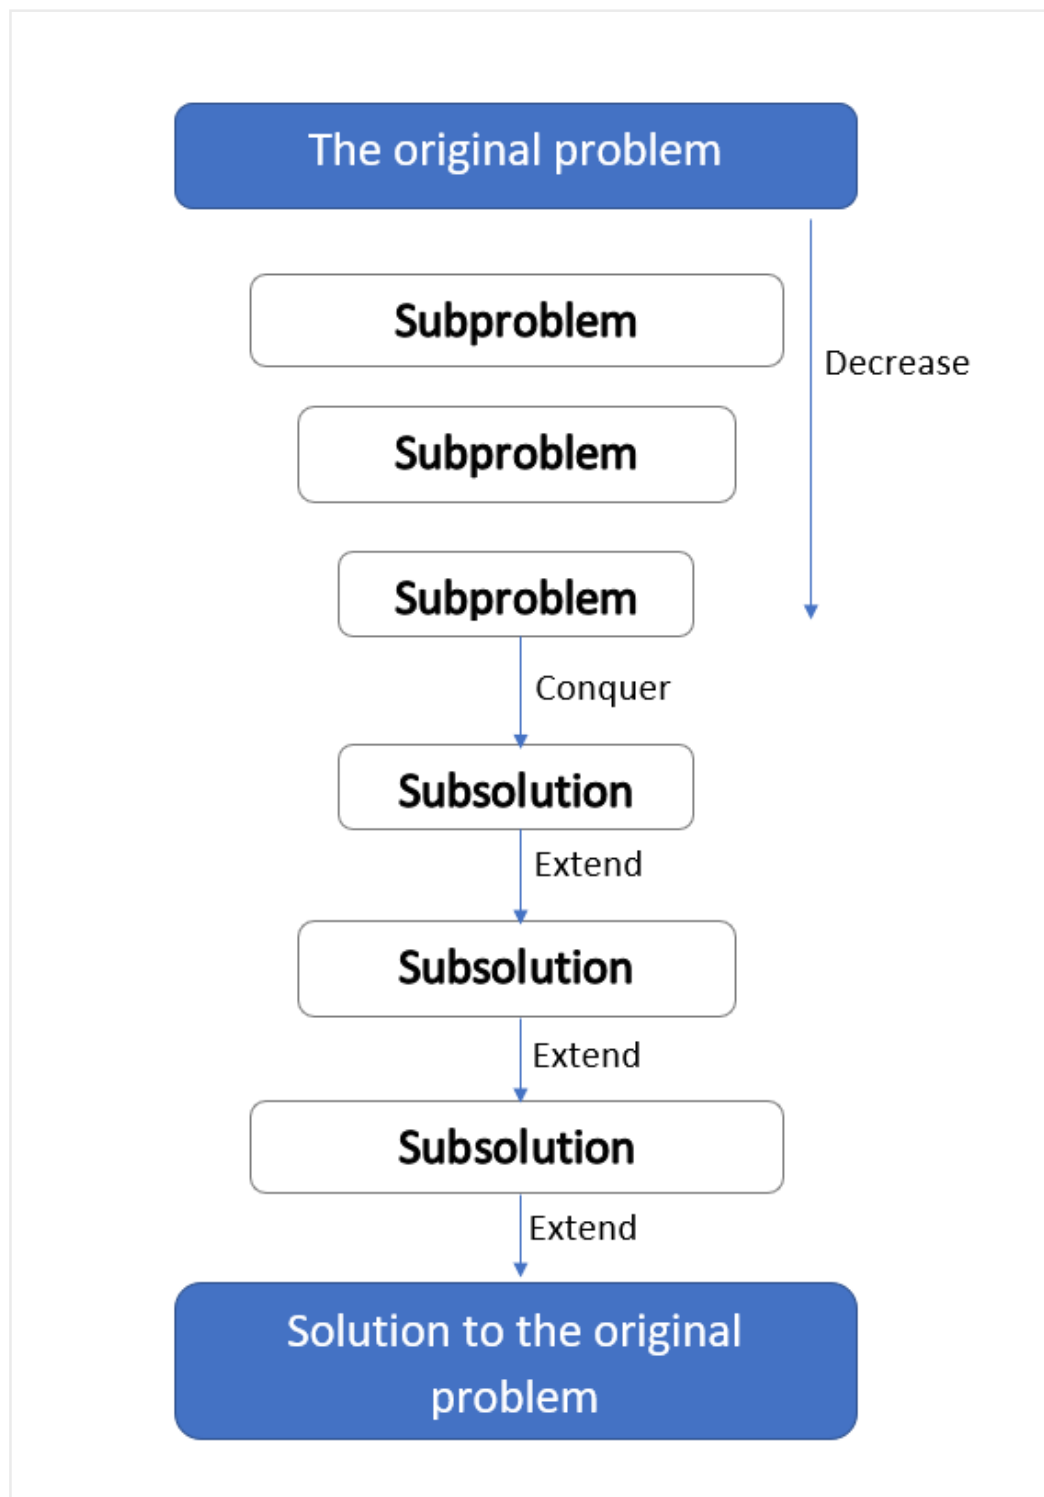 The original problem
Subproblem
Decrease
Subproblem
Subproblem
Conquer
Subsolution
Extend
Subsolution
Extend
Subsolution
Extend
Solution to the original
problem